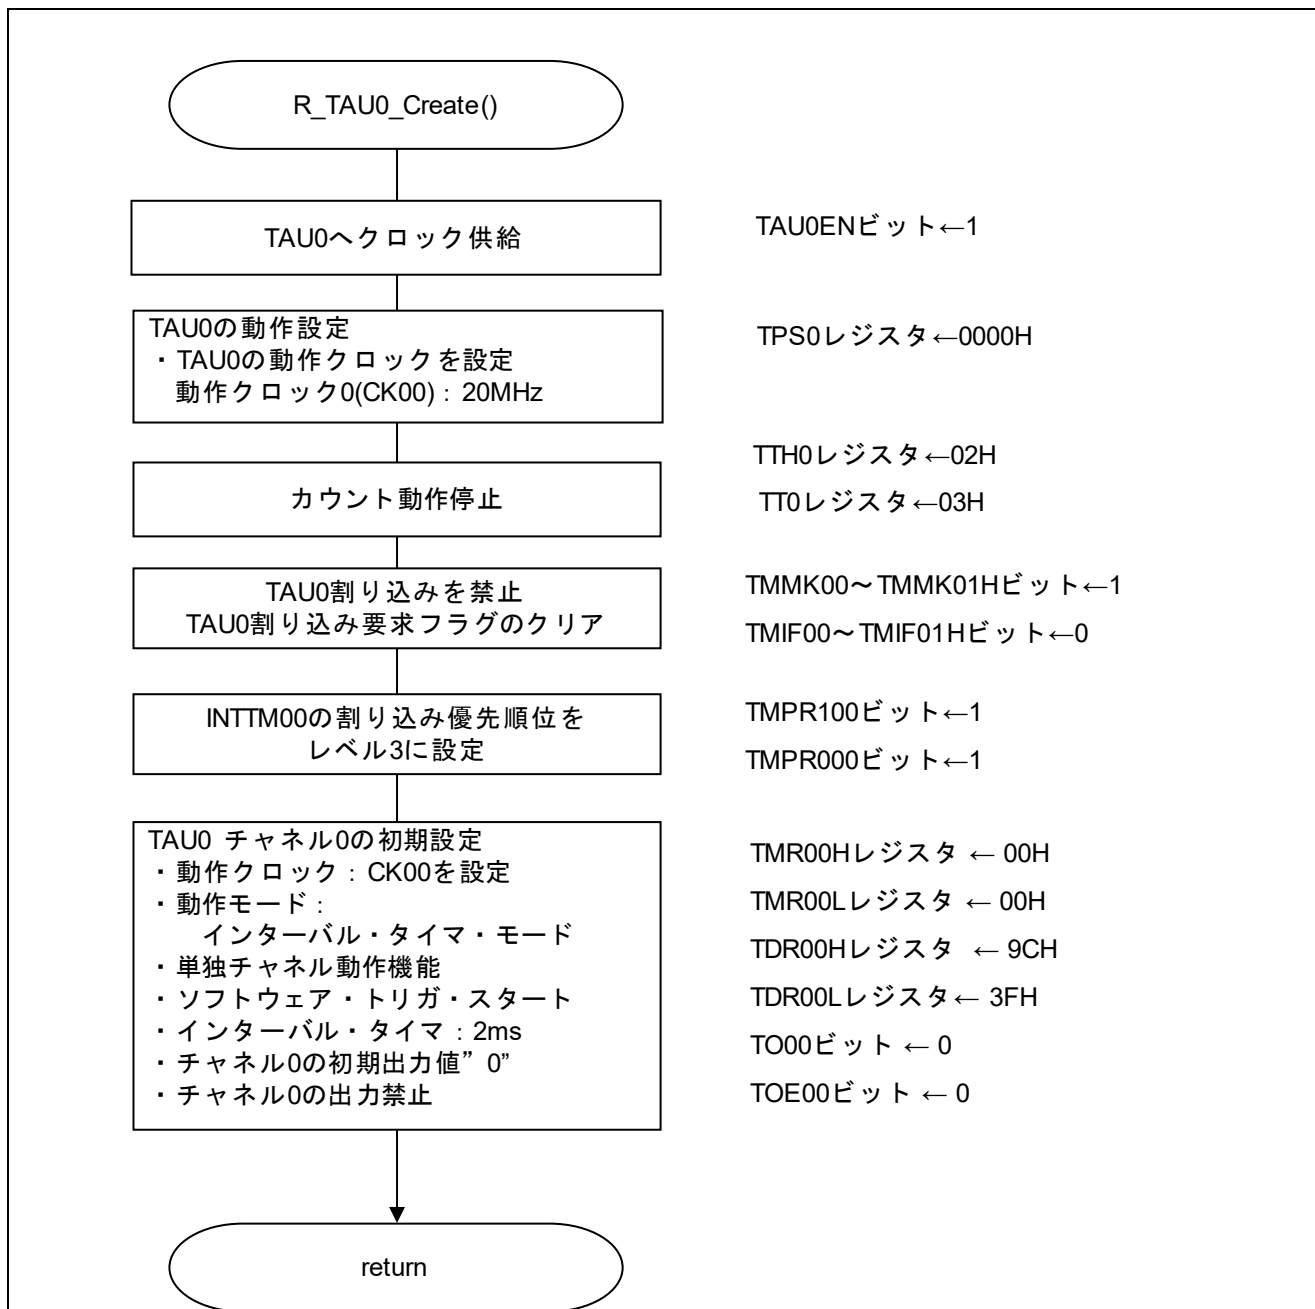 R_TAU0_Create()
TAU0へクロック供給
TAU0ENビット←1
TAU0の動作設定
・TAU0の動作クロックを設定
動作クロック0(CK00)：20MHz
TPS0レジスタ←0000H
カウント動作停止
TTH0レジスタ←02H
TT0レジスタ←03H
TAU0割り込みを禁止
TAU0割り込み要求フラグのクリア
TMMK00～TMMK01Hビット←1
TMIF00～TMIF01Hビット←0
INTTM00の割り込み優先順位を
レベル3に設定
TMPR100ビット←1
TMPR000ビット←1
TAU0 チャネル0の初期設定
・動作クロック：CK00を設定
・動作モード：
インターバル・タイマ・モード
・単独チャネル動作機能
・ソフトウェア・トリガ・スタート
・インターバル・タイマ：2ms
・チャネル0の初期出力値”0”
・チャネル0の出力禁止
TMR00Hレジスタ ← 00H
TMR00Lレジスタ ← 00H
TDR00Hレジスタ ← 9CH
TDR00Lレジスタ← 3FH
TO00ビット ← 0
TOE00ビット ← 0
return